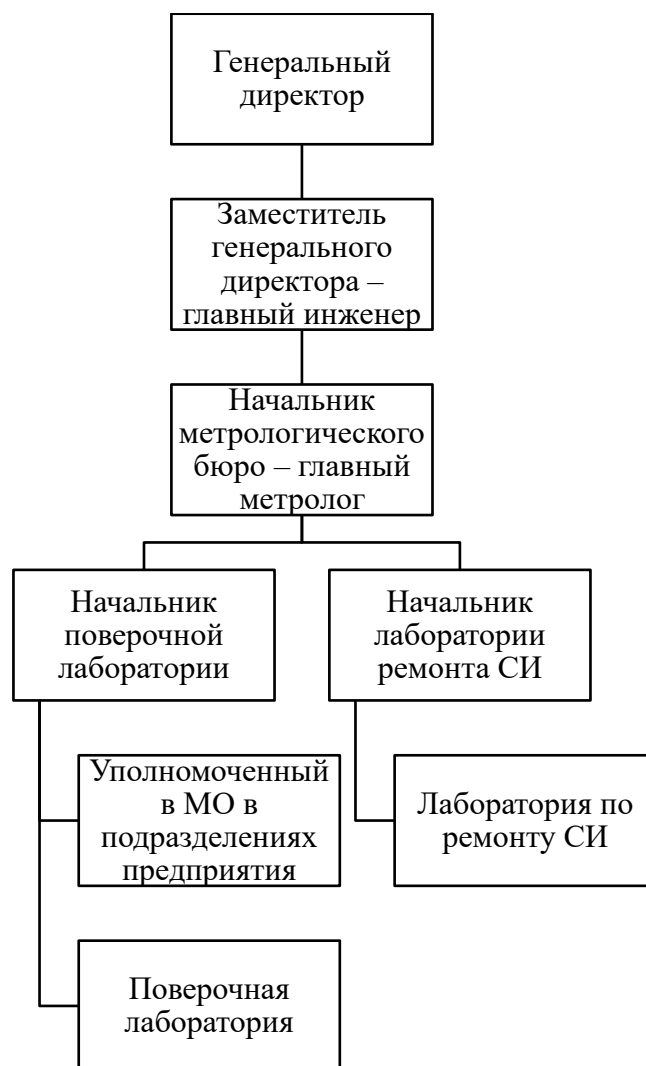 Генеральный
директор
Заместитель
генерального
директора –
главный инженер
Начальник
метрологического
бюро – главный
метролог
Начальник
поверочной
лаборатории
Начальник
лаборатории
ремонта СИ
Уполномоченный
в МО в
подразделениях
предприятия
Лаборатория по
ремонту СИ
Поверочная
лаборатория